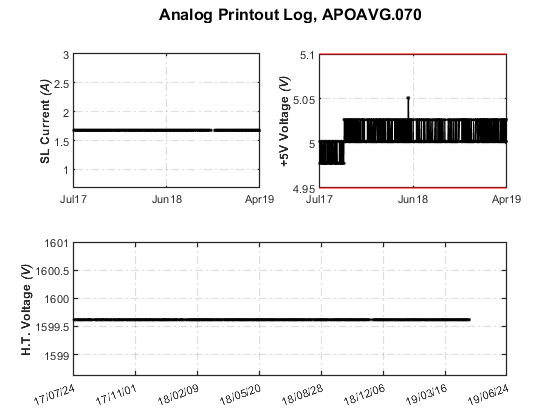 Analog Printout Log, APOAVG.070
SL Current (A)
3
2.5
2
1.5
1
Jul17 Jun18 Apr19
+5V Voltage (V)
5.1
5.05
5
4.95
Jul17 Jun18 Apr19
H.T. Voltage (V)
1601
1600.5
1600
1599.5
1599
17/07/24 17/11/01 18/02/09 18/05/20 18/08/28 18/12/06 19/03/16 19/06/24